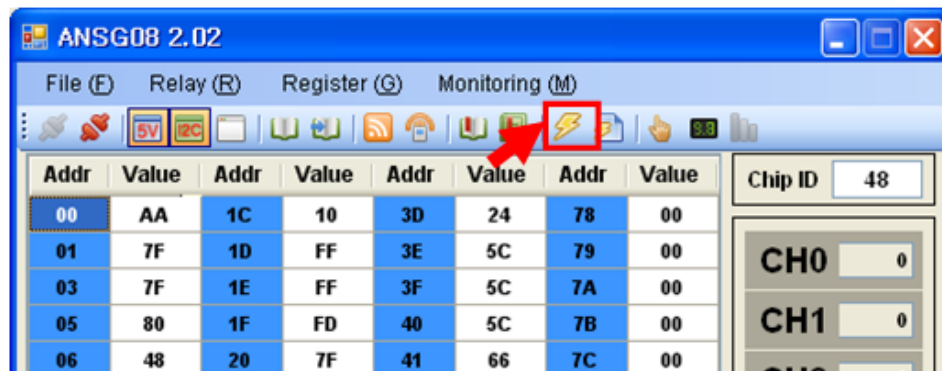 ANSG08 2.02
File (F) Relay (R) Register (G) Monitoring (M)
5V I2C 9.8
Addr Value Addr Value Addr Value Addr Value
Chip ID 48
00 AA 1C 10 3D 24 78 00
01 7F 1D FF 3E 5C 79 00
CH0 0
03 7F 1E FF 3F 5C 7A 00
05 80 1F FD 40 5C 7B 00
CH1 0
06 48 20 7F 41 66 7C 00